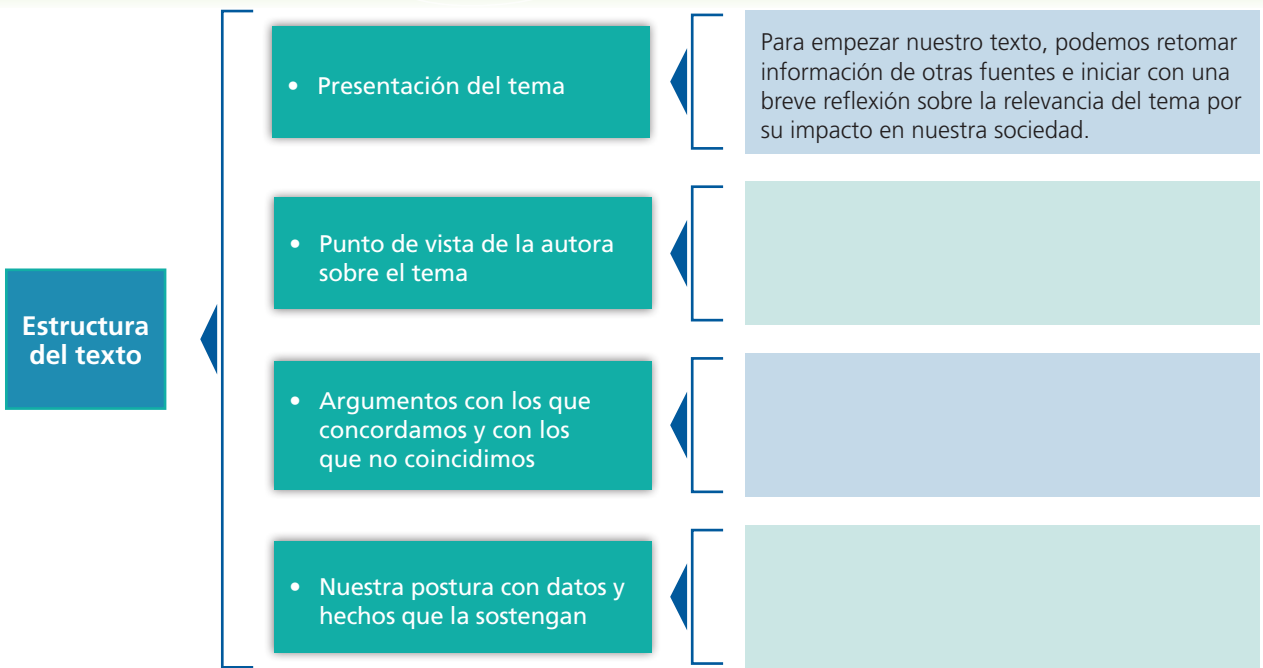 Estructura
del texto
• Presentación del tema
Para empezar nuestro texto, podemos retomar
información de otras fuentes e iniciar con una
breve reflexión sobre la relevancia del tema por
su impacto en nuestra sociedad.
• Punto de vista de la autora
sobre el tema
• Argumentos con los que
concordamos y con los
que no coincidimos
• Nuestra postura con datos y
hechos que la sostengan